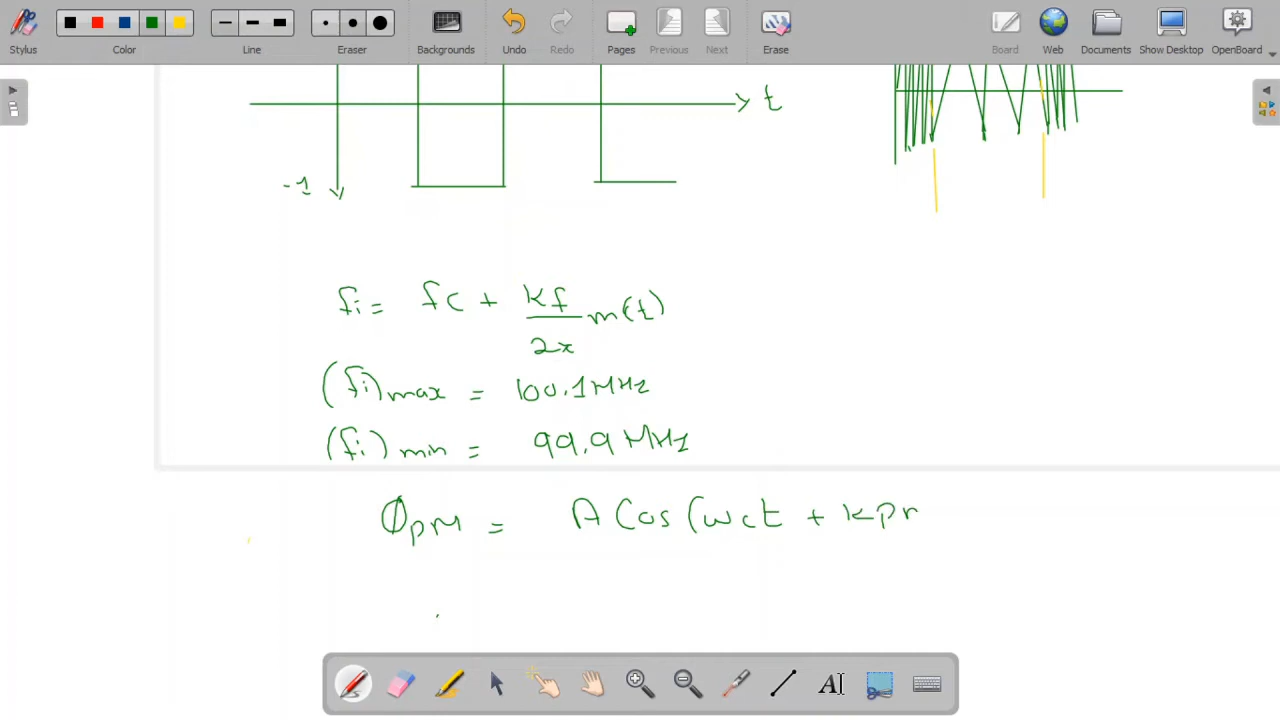 Stylus
Color
Line
Eraser
Backgrounds
Undo
Redo
Pages
Previous
Next
Erase
Board
Web
Documents
Show Desktop
OpenBoard
t
-1
fi = fc + kf/2π m(t)
(fi)max = 100.1MHz
(fi)min = 99.9MHz
ϕPM = A Cos(ωct + kpm